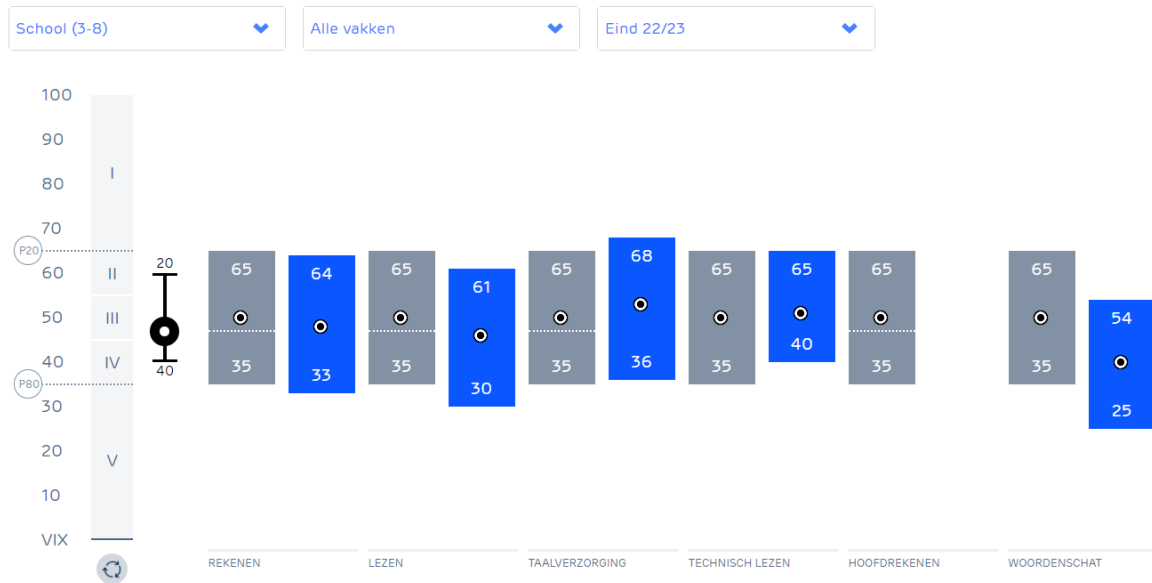 School (3-8) Alle vakken Eind 22/23
100
90
80
70
60
50
40
30
20
10
VIX
P20
P80
I
II
III
IV
V
20
40
65 35
64 33
65 35
61 30
65 35
68 36
65 35
65 40
65 35
65 35
54 25
REKENEN LEZEN TAALVERZORGING TECHNISCH LEZEN HOOFDREKENEN WOORDENSCHAT